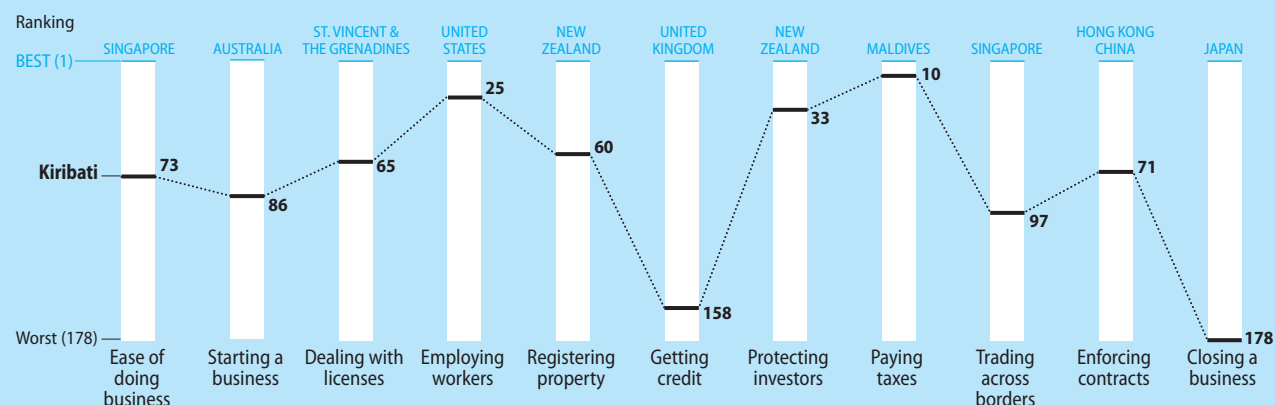 Ranking
BEST (1)
SINGAPORE
AUSTRALIA
ST. VINCENT &
THE GRENADINES
UNITED
STATES
NEW
ZEALAND
UNITED
KINGDOM
NEW
ZEALAND
MALDIVES
SINGAPORE
HONG KONG
CHINA
JAPAN
Kiribati
73
86
65
25
60
158
33
10
97
71
178
Worst (178)
Ease of
doing
business
Starting a
business
Dealing with
licenses
Employing
workers
Registering
property
Getting
credit
Protecting
investors
Paying
taxes
Trading
across
borders
Enforcing
contracts
Closing a
business